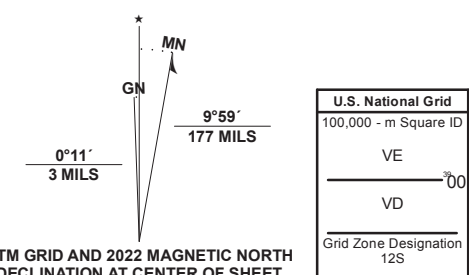 MN
GN
9°59´
177 MILS
0°11´
3 MILS
TM GRID AND 2022 MAGNETIC NORTH
DECLINATION AT CENTER OF SHEET
U.S. National Grid
100,000 - m Square ID
VE
3900
VD
Grid Zone Designation
12S